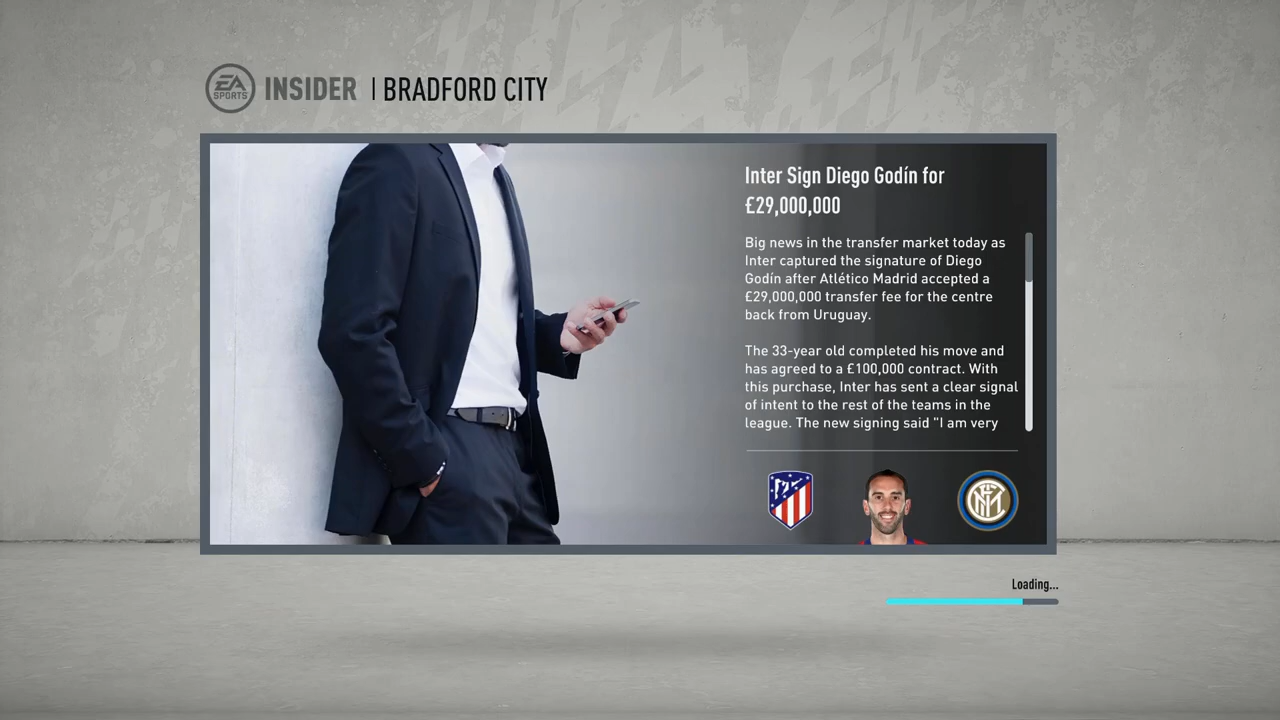 EA
SPORTS
INSIDER | BRADFORD CITY
Inter Sign Diego Godín for
£29,000,000
Big news in the transfer market today as
Inter captured the signature of Diego
Godín after Atlético Madrid accepted a
£29,000,000 transfer fee for the centre
back from Uruguay.
The 33-year old completed his move and
has agreed to a £100,000 contract. With
this purchase, Inter has sent a clear signal
of intent to the rest of the teams in the
league. The new signing said "I am very
Loading...